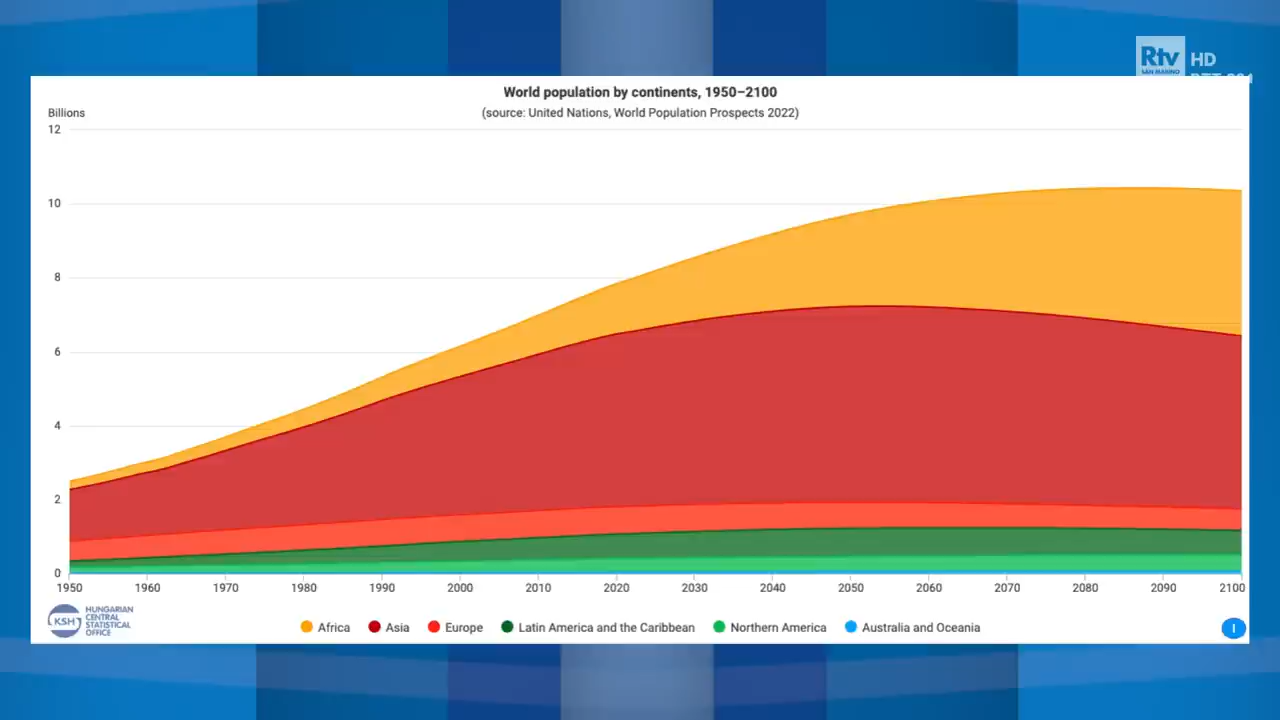 Rtv HD
SAN MARINO
World population by continents, 1950–2100
(source: United Nations, World Population Prospects 2022)
Billions
12
10
8
6
4
2
0
1950 1960 1970 1980 1990 2000 2010 2020 2030 2040 2050 2060 2070 2080 2090 2100
KSH HUNGARIAN
CENTRAL
STATISTICAL
OFFICE
Africa Asia Europe Latin America and the Caribbean Northern America Australia and Oceania